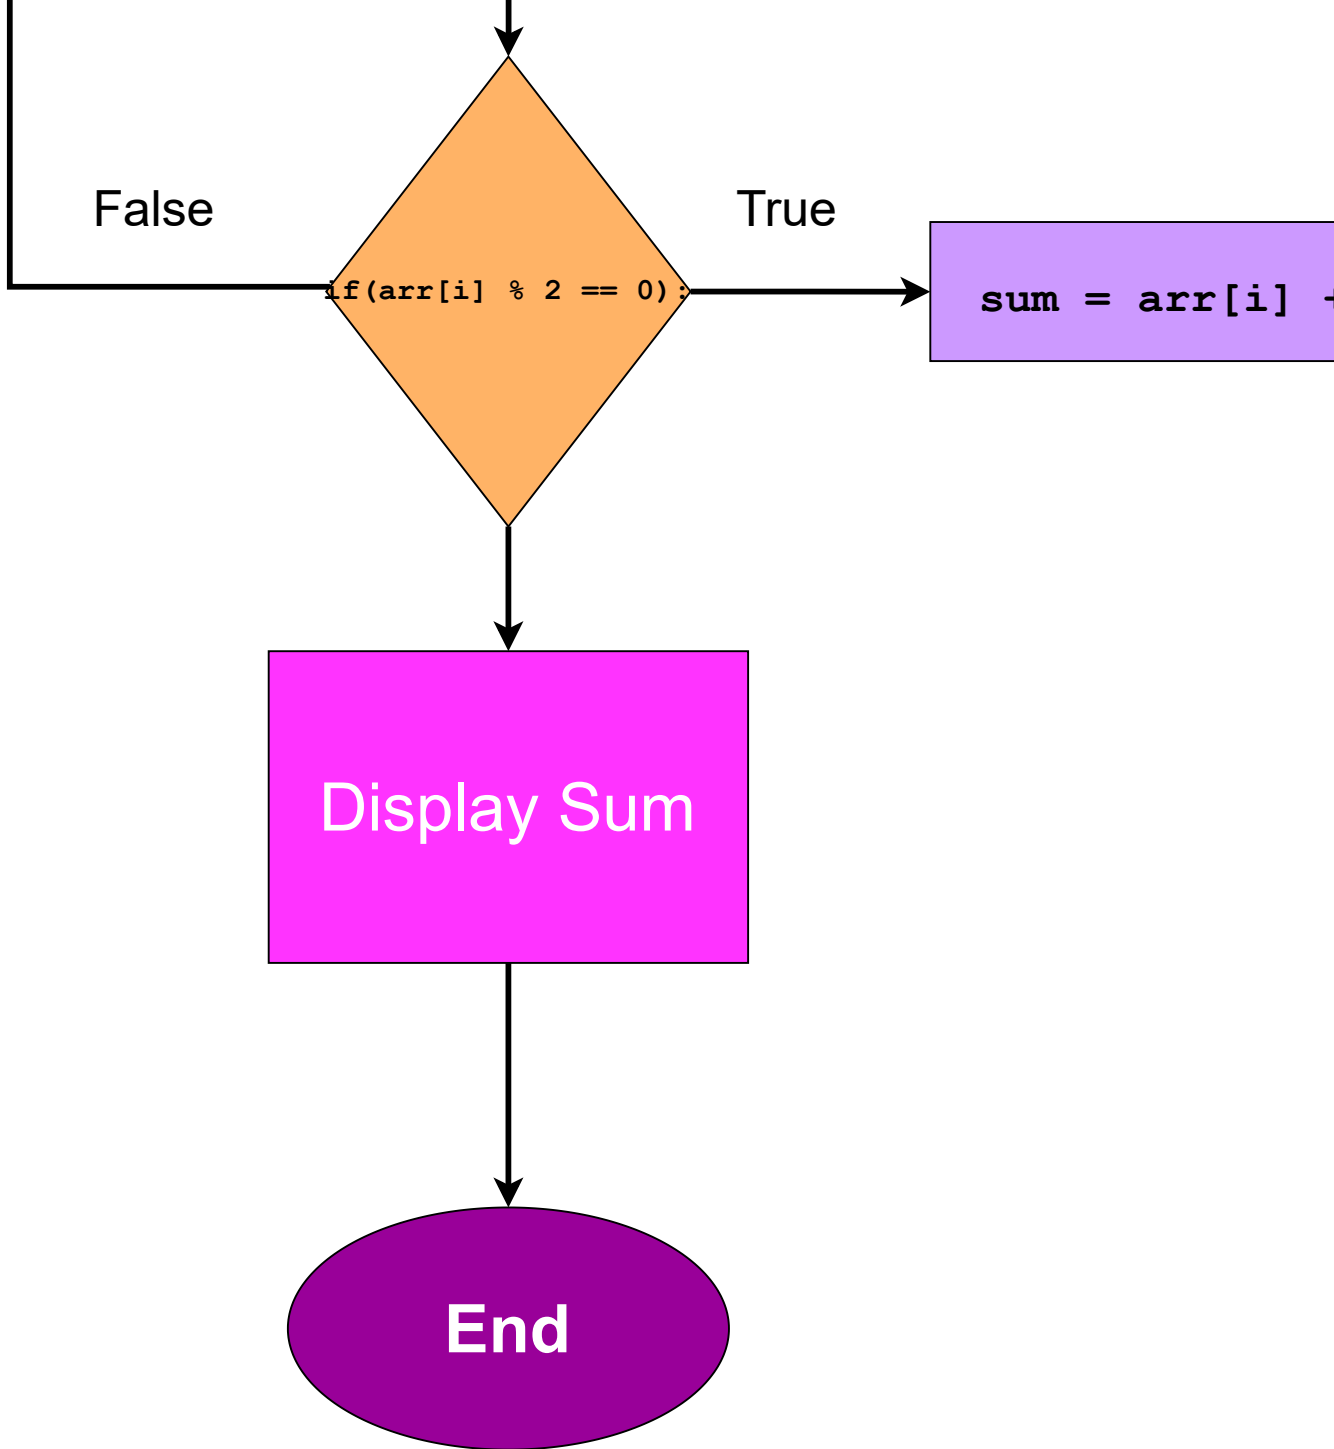 False
True
if(arr[i] % 2 == 0):
sum = arr[i] +
Display Sum
End